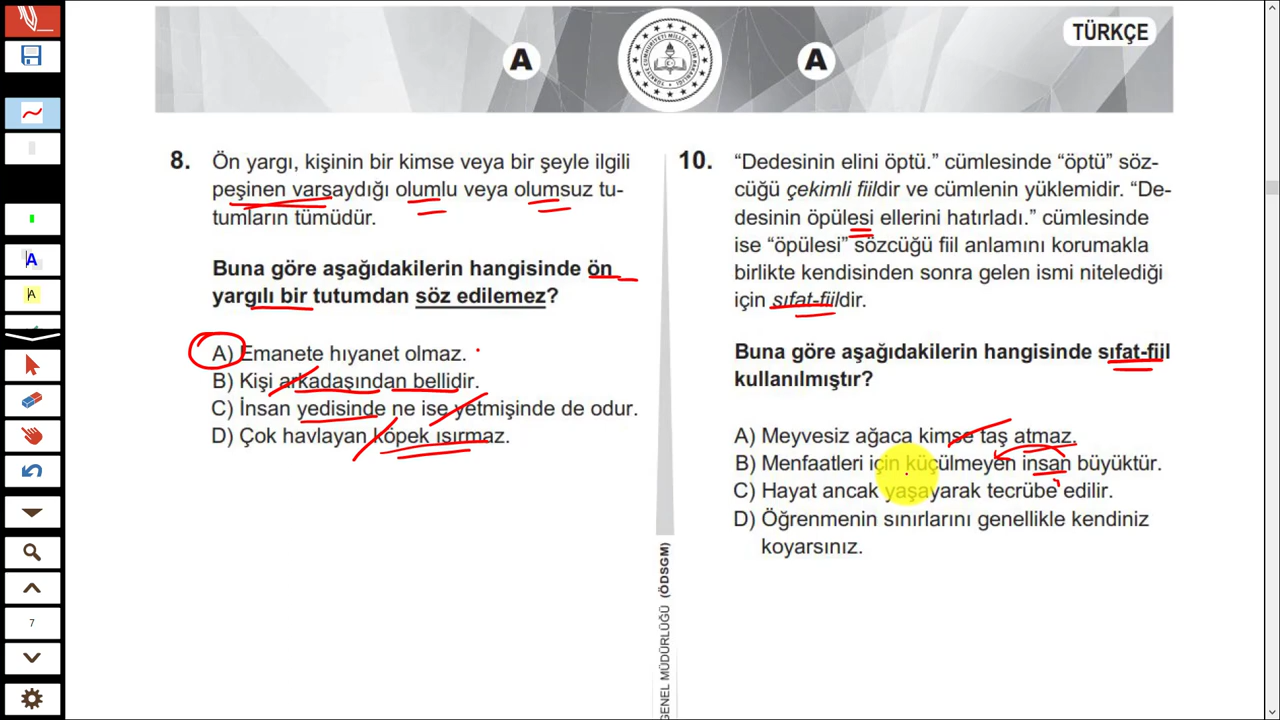 A
A
TÜRKÇE
8. Ön yargı, kişinin bir kimse veya bir şeyle ilgili
peşinen varsaydığı olumlu veya olumsuz tu-
tumların tümüdür.
Buna göre aşağıdakilerin hangisinde ön
yargılı bir tutumdan söz edilemez?
A) Emanete hıyanet olmaz.
B) Kişi arkadaşından bellidir.
C) İnsan yedisinde ne ise yetmişinde de odur.
D) Çok havlayan köpek ısırmaz.
GENEL MÜDÜRLÜĞÜ (ÖDSGM)
10. “Dedesinin elini öptü.” cümlesinde “öptü” söz-
cüğü çekimli fiildir ve cümlenin yüklemidir. “De-
desinin öpülesi ellerini hatırladı.” cümlesinde
ise “öpülesi” sözcüğü fiil anlamını korumakla
birlikte kendisinden sonra gelen ismi nitelediği
için sıfat-fiildir.
Buna göre aşağıdakilerin hangisinde sıfat-fiil
kullanılmıştır?
A) Meyvesiz ağaca kimse taş atmaz.
B) Menfaatleri için küçülmeyen insan büyüktür.
C) Hayat ancak yaşayarak tecrübe edilir.
D) Öğrenmenin sınırlarını genellikle kendiniz
koyarsınız.
A
A
7